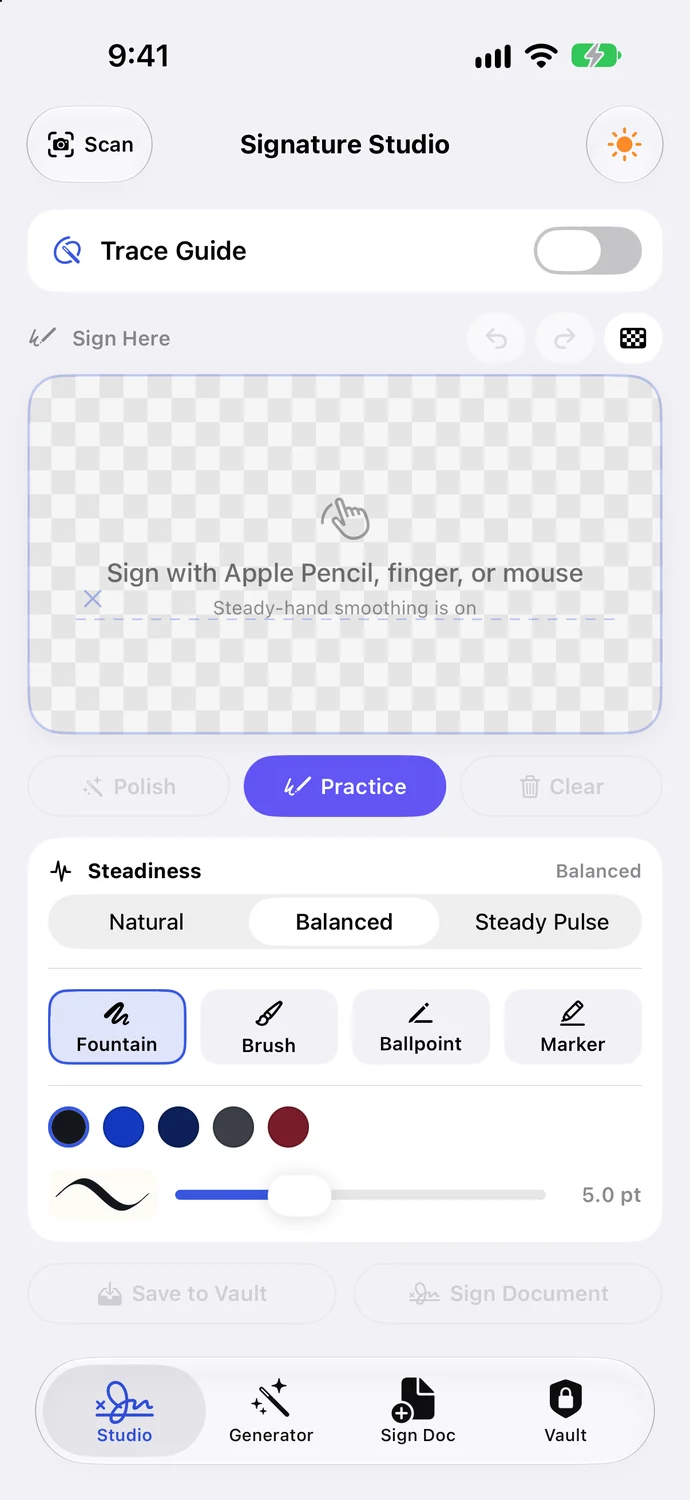 9:41
Scan
Signature Studio
Trace Guide
Sign Here
Sign with Apple Pencil, finger, or mouse
Steady-hand smoothing is on
Polish
Practice
Clear
Steadiness
Balanced
Natural
Balanced
Steady Pulse
Fountain
Brush
Ballpoint
Marker
5.0 pt
Save to Vault
Sign Document
Studio
Generator
Sign Doc
Vault